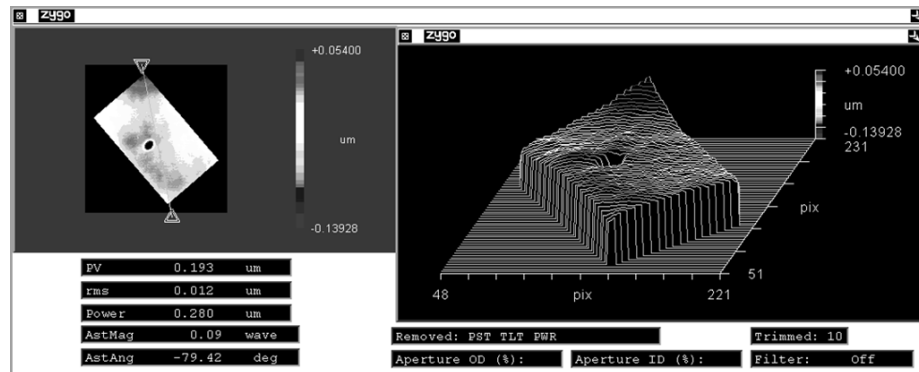 zygo
zygo
+0.05400
um
-0.13928
+0.05400
um
-0.13928
231
pix
51
48
pix
221
PV 0.193 um
rms 0.012 um
Power 0.280 um
AstMag 0.09 wave
AstAng -79.42 deg
Removed: PST TLT PWR
Trimmed: 10
Aperture OD (%):
Aperture ID (%):
Filter: Off